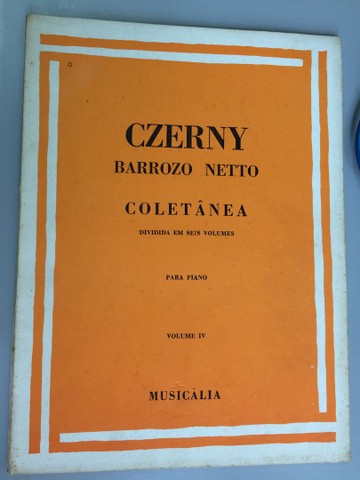 CZERNY
BARROZO NETTO
COLETÂNEA
DIVIDIDA EM SEIS VOLUMES
PARA PIANO
VOLUME IV
MUSICÁLIA